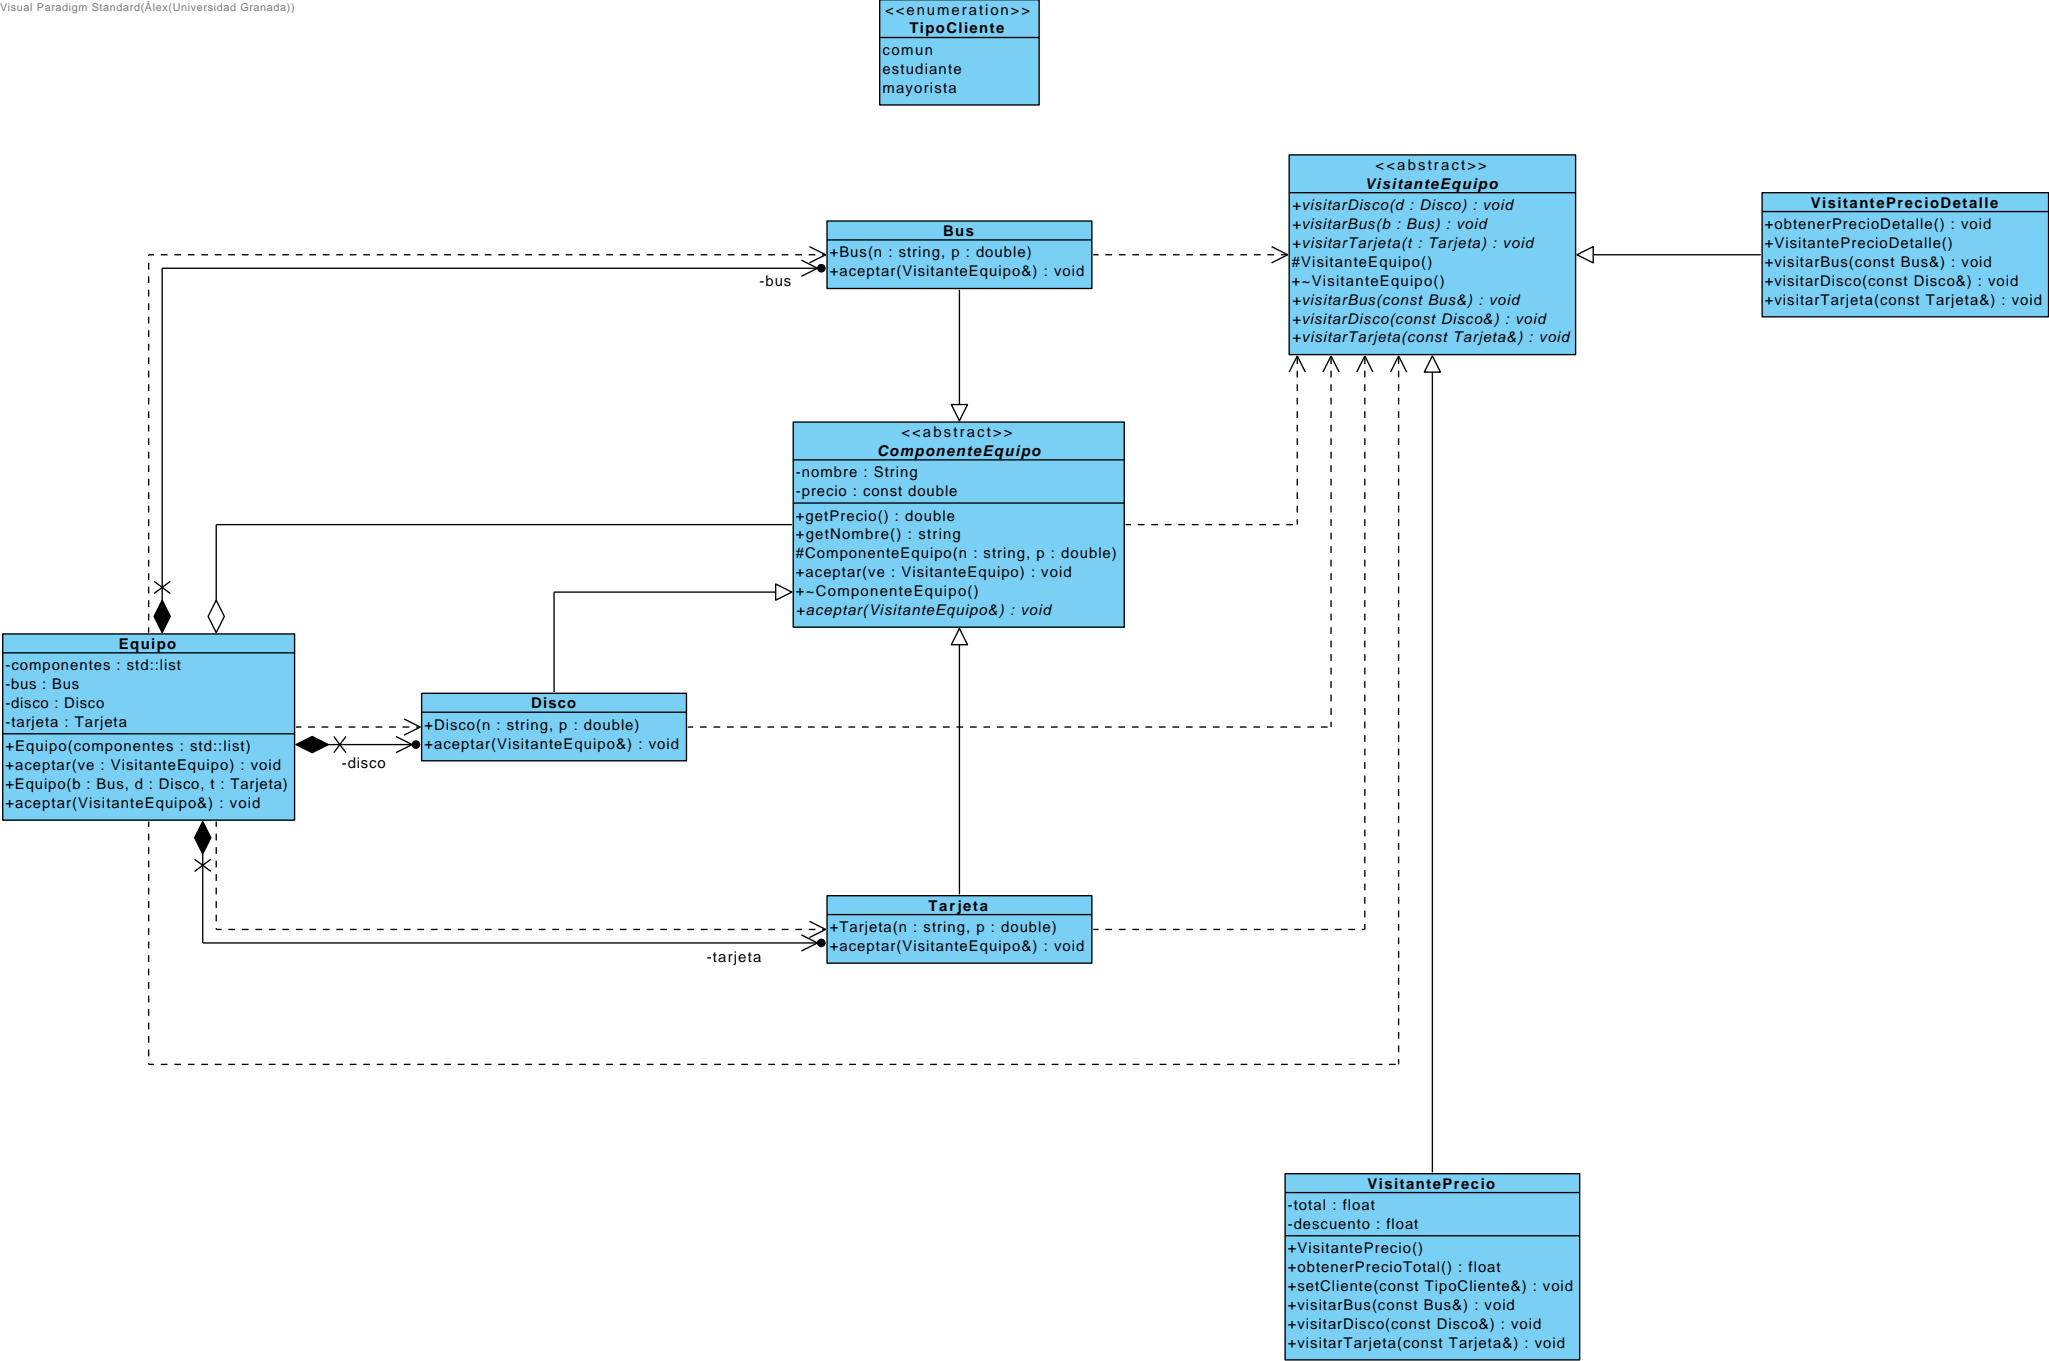 Visual Paradigm Standard(Álex(Universidad Granada))
<<enumeration>>
TipoCliente
comun
estudiante
mayorista
<<abstract>>
VisitanteEquipo
+visitarDisco(d : Disco) : void
+visitarBus(b : Bus) : void
+visitarTarjeta(t : Tarjeta) : void
#VisitanteEquipo()
+~VisitanteEquipo()
+visitarBus(const Bus&) : void
+visitarDisco(const Disco&) : void
+visitarTarjeta(const Tarjeta&) : void
VisitantePrecioDetalle
+obtenerPrecioDetalle() : void
+VisitantePrecioDetalle()
+visitarBus(const Bus&) : void
+visitarDisco(const Disco&) : void
+visitarTarjeta(const Tarjeta&) : void
Bus
+Bus(n : string, p : double)
+aceptar(VisitanteEquipo&) : void
-bus
<<abstract>>
ComponenteEquipo
-nombre : String
-precio : const double
+getPrecio() : double
+getNombre() : string
#ComponenteEquipo(n : string, p : double)
+aceptar(ve : VisitanteEquipo) : void
+~ComponenteEquipo()
+aceptar(VisitanteEquipo&) : void
Equipo
-componentes : std::list
-bus : Bus
-disco : Disco
-tarjeta : Tarjeta
+Equipo(componentes : std::list)
+aceptar(ve : VisitanteEquipo) : void
+Equipo(b : Bus, d : Disco, t : Tarjeta)
+aceptar(VisitanteEquipo&) : void
Disco
+Disco(n : string, p : double)
+aceptar(VisitanteEquipo&) : void
-disco
Tarjeta
+Tarjeta(n : string, p : double)
+aceptar(VisitanteEquipo&) : void
-tarjeta
VisitantePrecio
-total : float
-descuento : float
+VisitantePrecio()
+obtenerPrecioTotal() : float
+setCliente(const TipoCliente&) : void
+visitarBus(const Bus&) : void
+visitarDisco(const Disco&) : void
+visitarTarjeta(const Tarjeta&) : void